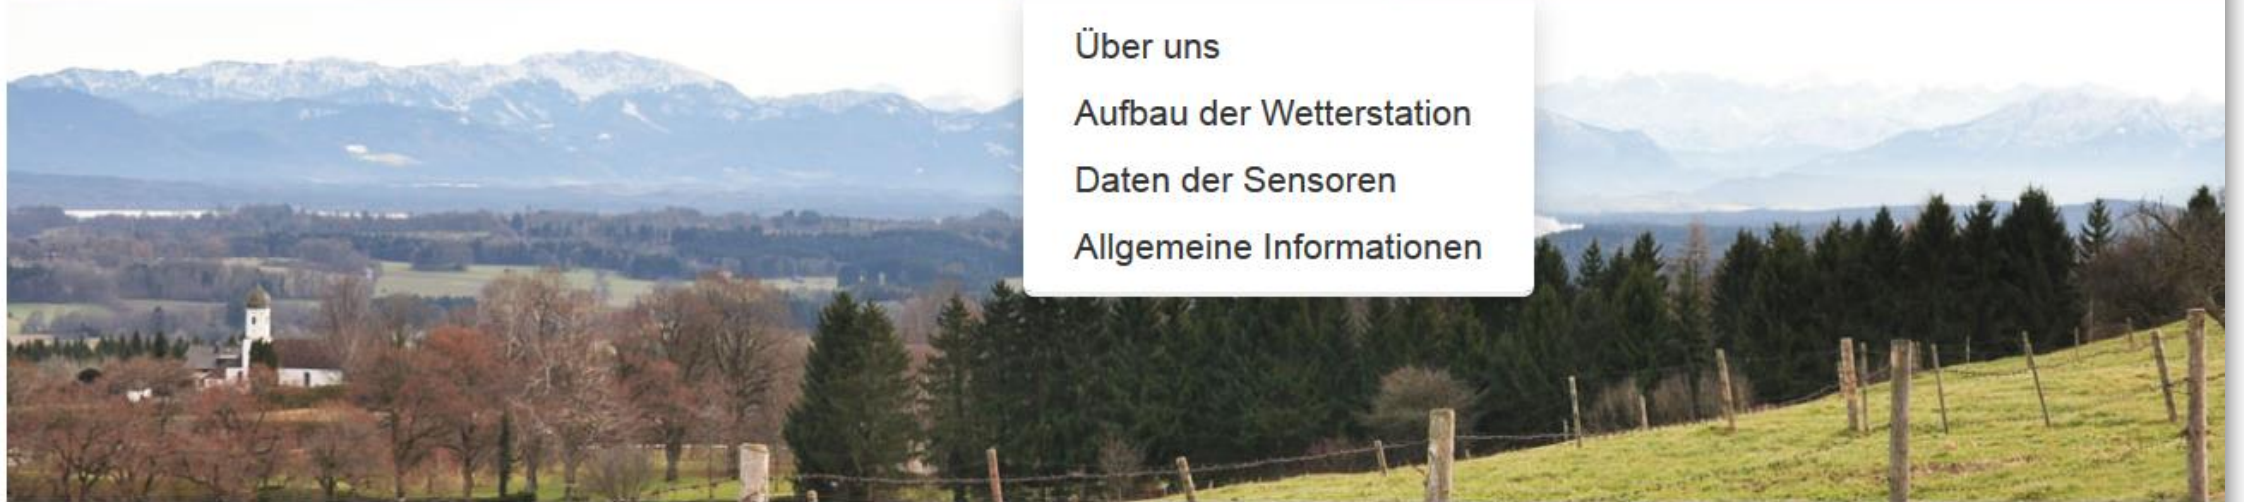 Über uns
Aufbau der Wetterstation
Daten der Sensoren
Allgemeine Informationen